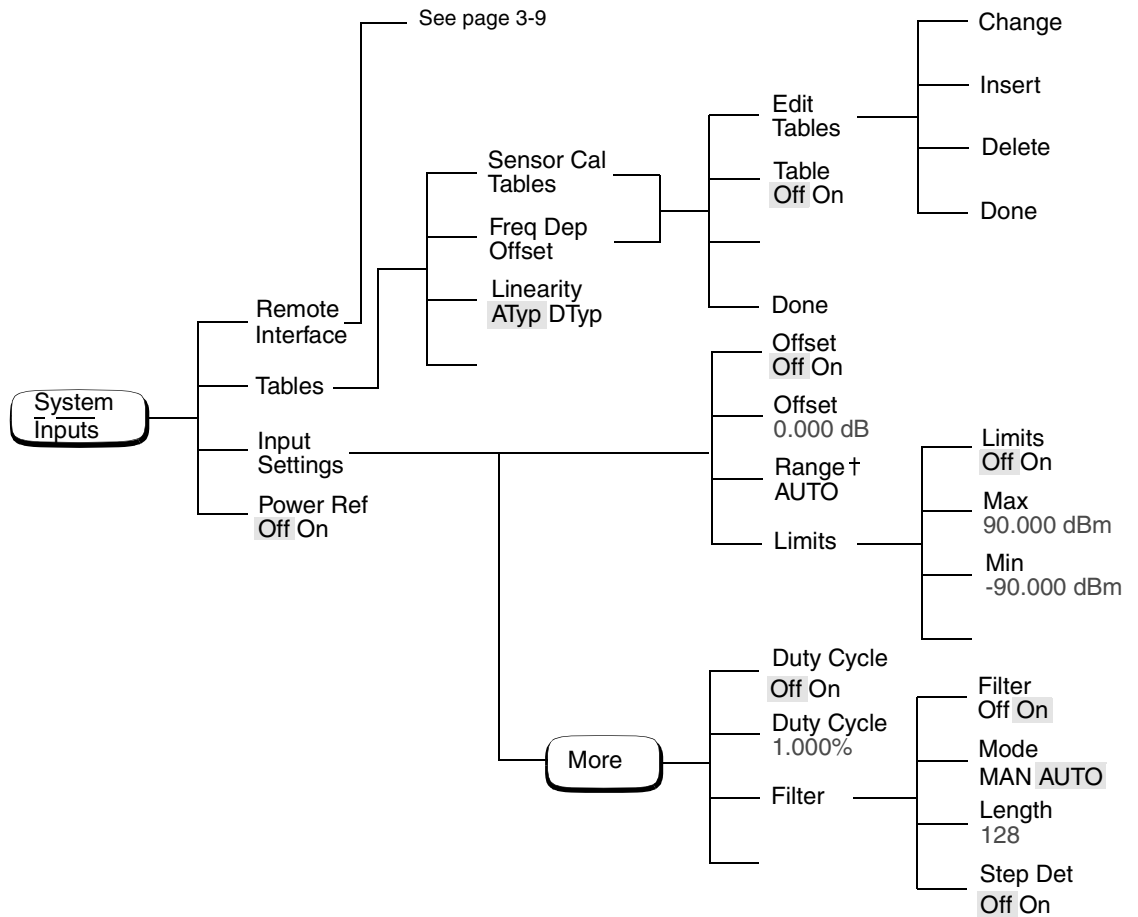 See page 3-9
Change
Insert
Delete
Done
Edit
Tables
Table
Off On
Done
Sensor Cal
Tables
Freq Dep
Offset
Linearity
ATyp DTyp
Remote
Interface
Tables
System
Inputs
Input
Settings
Power Ref
Off On
Offset
Off On
Offset
0.000 dB
Range†
AUTO
Limits
Limits
Off On
Max
90.000 dBm
Min
-90.000 dBm
More
Duty Cycle
Off On
Duty Cycle
1.000%
Filter
Filter
Off On
Mode
MAN AUTO
Length
128
Step Det
Off On